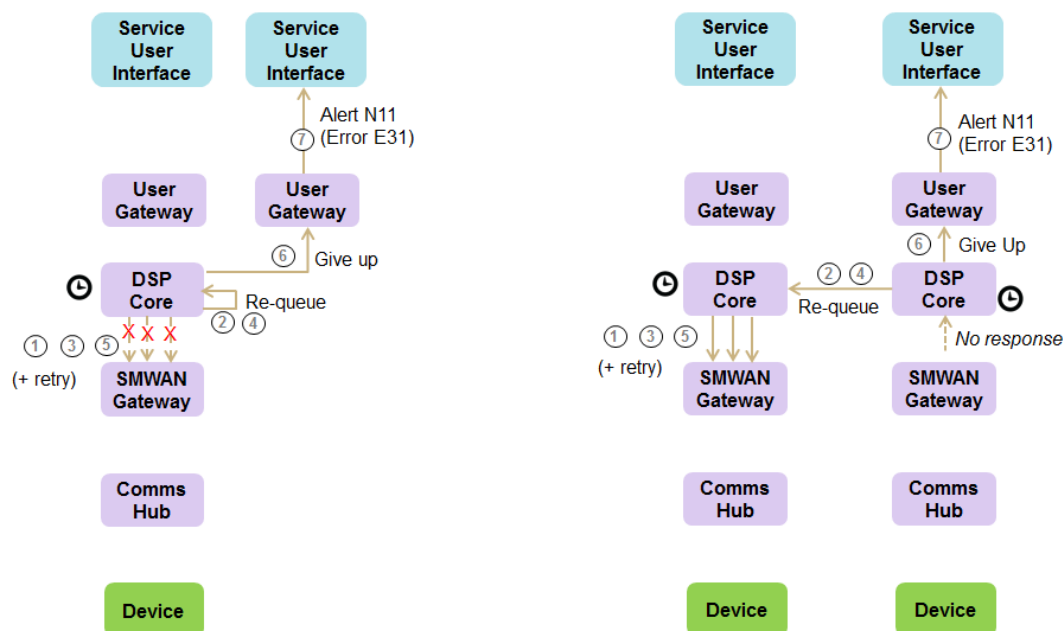 Service
User
Interface
Service
User
Interface
Alert N11
(Error E31)
7
User
Gateway
User
Gateway
6
Give up
DSP
Core
Re-queue
2 4
X X X
1 3 5
(+ retry)
SMWAN
Gateway
Comms
Hub
Device
Service
User
Interface
Service
User
Interface
Alert N11
(Error E31)
7
User
Gateway
User
Gateway
6
Give Up
DSP
Core
2 4
Re-queue
DSP
Core
1 3 5
(+ retry)
No response
SMWAN
Gateway
SMWAN
Gateway
Comms
Hub
Comms
Hub
Device
Device